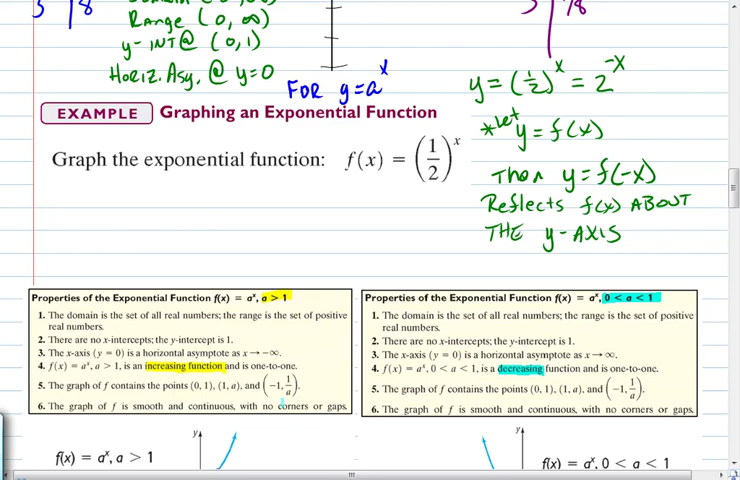 3 | 8
Range (0, ∞)
y-INT@ (0,1)
Horiz. Asy. @ y=0
FOR y=a^x
EXAMPLE Graphing an Exponential Function
Graph the exponential function: f(x) = (1/2)^x
y=(1/2)^x = 2^-x
*Let y=f(x)
Then y=f(-x)
Reflects f(x) ABOUT
THE y-AXIS
Properties of the Exponential Function f(x) = a^x, a > 1
1. The domain is the set of all real numbers; the range is the set of positive
real numbers.
2. There are no x-intercepts; the y-intercept is 1.
3. The x-axis (y = 0) is a horizontal asymptote as x → −∞.
4. f(x) = a^x, a > 1, is an increasing function and is one-to-one.
5. The graph of f contains the points (0, 1), (1, a), and (−1, 1/a).
6. The graph of f is smooth and continuous, with no corners or gaps.
y
f(x) = a^x, a > 1
Properties of the Exponential Function f(x) = a^x, 0 < a < 1
1. The domain is the set of all real numbers; the range is the set of positive
real numbers.
2. There are no x-intercepts; the y-intercept is 1.
3. The x-axis (y = 0) is a horizontal asymptote as x → ∞.
4. f(x) = a^x, 0 < a < 1, is a decreasing function and is one-to-one.
5. The graph of f contains the points (0, 1), (1, a), and (−1, 1/a).
6. The graph of f is smooth and continuous, with no corners or gaps.
y
f(x) = a^x, 0 < a < 1